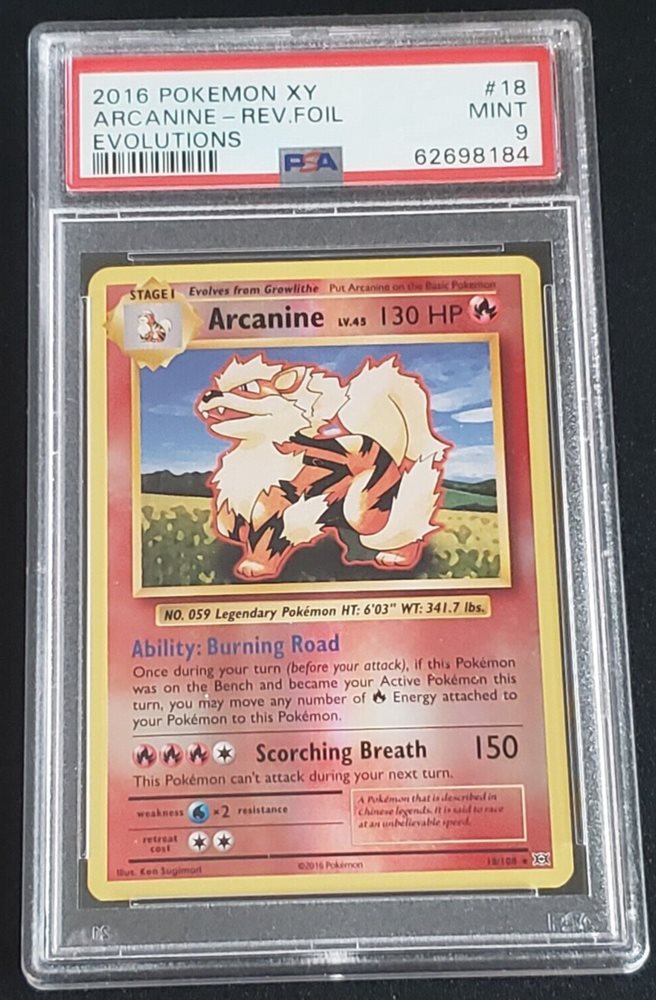 2016 POKEMON XY #18
ARCANINE - REV.FOIL MINT
EVOLUTIONS 9
PSA 62698184
STAGE 1 Evolves from Growlithe Put Arcanine on the Basic Pokémon
Arcanine LV.45 130 HP
NO. 059 Legendary Pokémon HT: 6'03" WT: 341.7 lbs.
Ability: Burning Road
Once during your turn (before your attack), if this Pokémon
was on the Bench and became your Active Pokémon this
turn, you may move any number of Energy attached to
your Pokémon to this Pokémon.
Scorching Breath 150
This Pokémon can't attack during your next turn.
weakness ×2 resistance
retreat
cost
A Pokémon that is described in
Chinese legends. It is said to race
at an unbelievable speed.
Illus. Ken Sugimori ©2016 Pokémon 18/108 ★